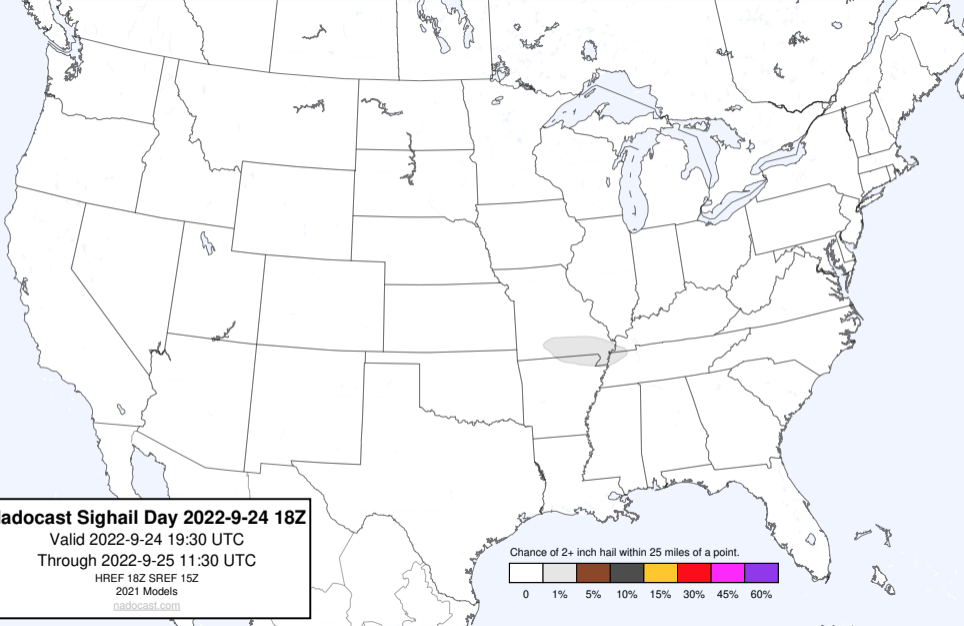 adocast Sighail Day 2022-9-24 18Z
Valid 2022-9-24 19:30 UTC
Through 2022-9-25 11:30 UTC
HREF 18Z SREF 15Z
2021 Models
nadocast.com
Chance of 2+ inch hail within 25 miles of a point.
0 1% 5% 10% 15% 30% 45% 60%